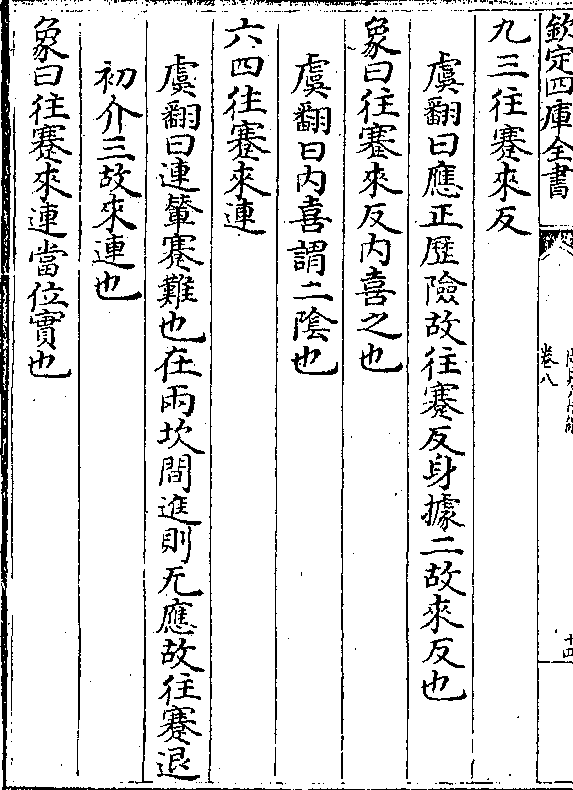 欽定四庫全書
卷八
十四
九三往蹇來反
虞翻曰應正歷險故往蹇反身據二故來反也
象曰往蹇來反内喜之也
虞翻曰内喜謂二隂也
六四往蹇來連
虞翻曰連輦蹇難也在兩坎間進則无應故往蹇退
初介三故來連也
象曰往蹇來連當位實也